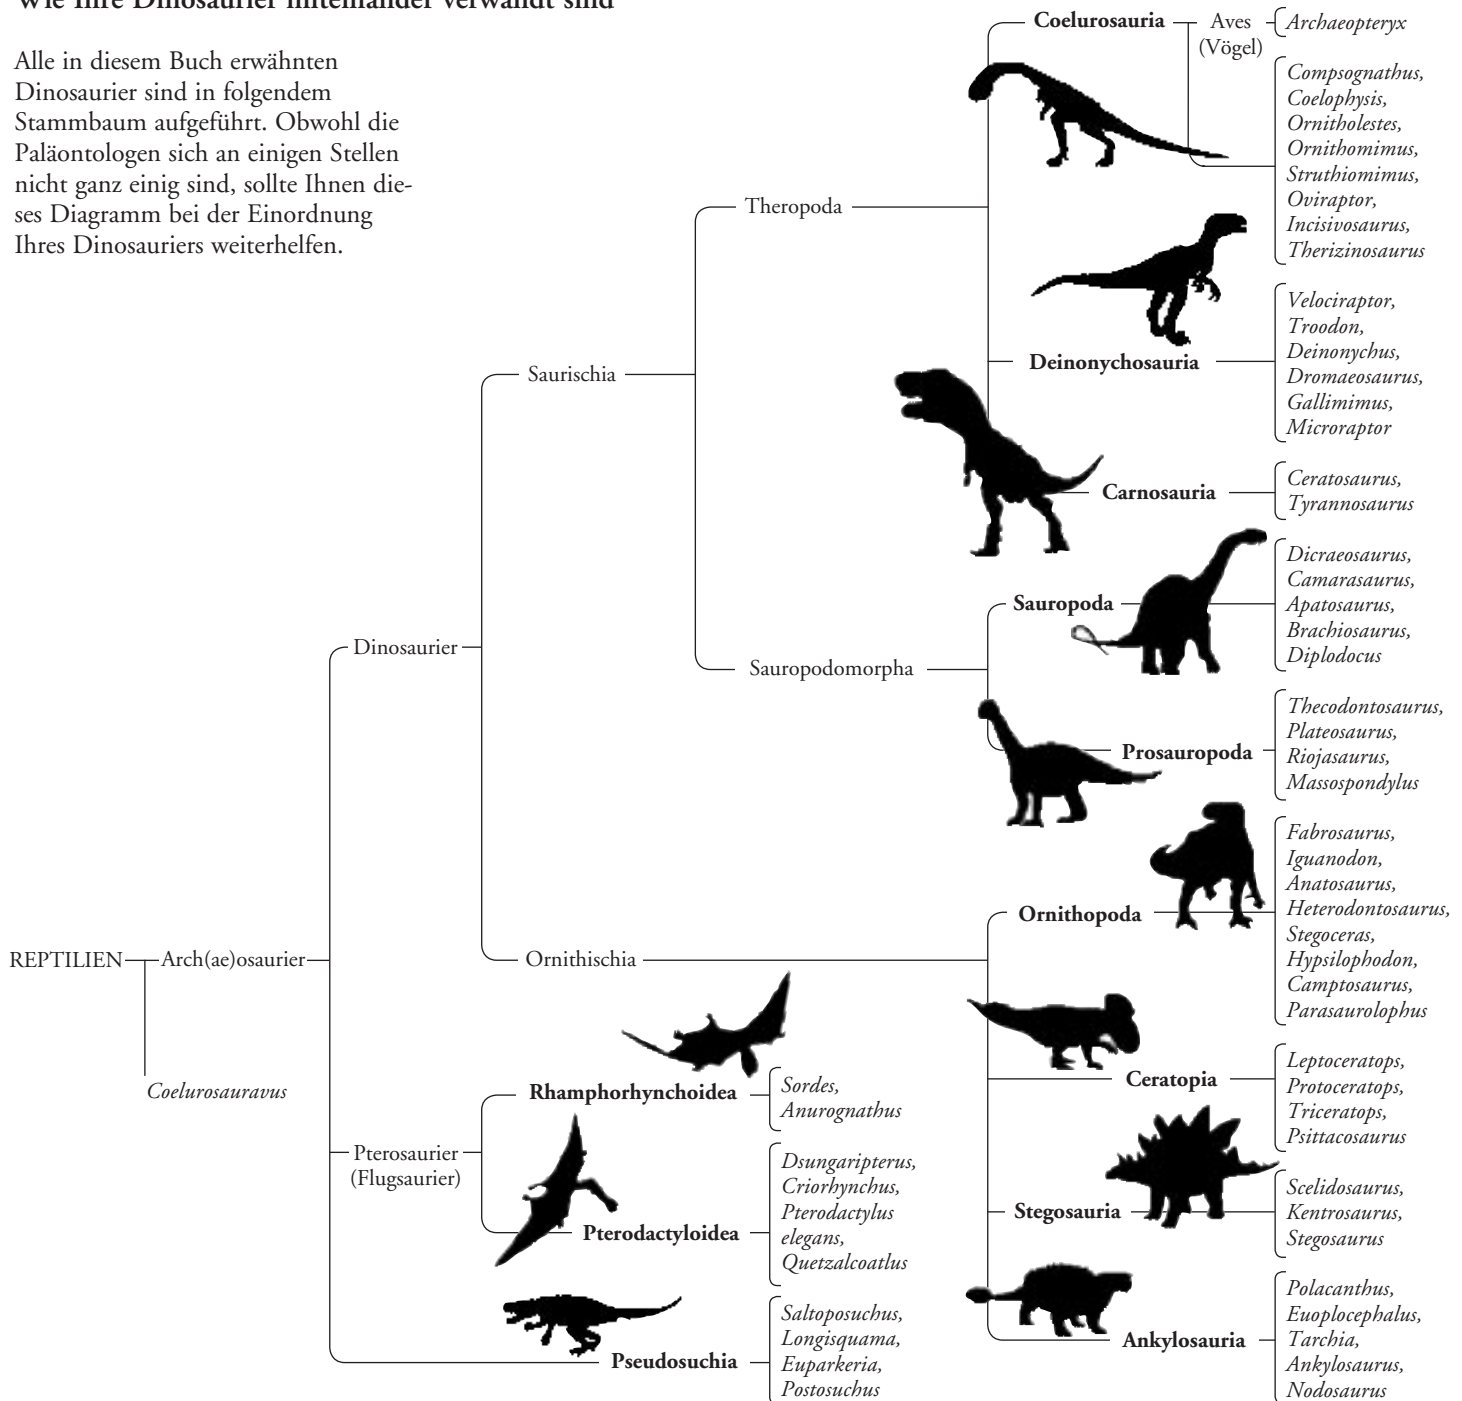 Wie Ihre Dinosaurier miteinander verwandt sind
Alle in diesem Buch erwähnten
Dinosaurier sind in folgendem
Stammbaum aufgeführt. Obwohl die
Paläontologen sich an einigen Stellen
nicht ganz einig sind, sollte Ihnen die-
ses Diagramm bei der Einordnung
Ihres Dinosauriers weiterhelfen.
REPTILIEN
Arch(ae)osaurier
Coelurosauravus
Dinosaurier
Saurischia
Theropoda
Coelurosauria
Aves
(Vögel)
Archaeopteryx
Compsognathus,
Coelophysis,
Ornitholestes,
Ornithomimus,
Struthiomimus,
Oviraptor,
Incisivosaurus,
Therizinosaurus
Deinonychosauria
Velociraptor,
Troodon,
Deinonychus,
Dromaeosaurus,
Gallimimus,
Microraptor
Carnosauria
Ceratosaurus,
Tyrannosaurus
Sauropodomorpha
Sauropoda
Dicraeosaurus,
Camarasaurus,
Apatosaurus,
Brachiosaurus,
Diplodocus
Prosauropoda
Thecodontosaurus,
Plateosaurus,
Riojasaurus,
Massospondylus
Ornithischia
Ornithopoda
Fabrosaurus,
Iguanodon,
Anatosaurus,
Heterodontosaurus,
Stegoceras,
Hypsilophodon,
Camptosaurus,
Parasaurolophus
Ceratopia
Leptoceratops,
Protoceratops,
Triceratops,
Psittacosaurus
Stegosauria
Scelidosaurus,
Kentrosaurus,
Stegosaurus
Ankylosauria
Polacanthus,
Euoplocephalus,
Tarchia,
Ankylosaurus,
Nodosaurus
Pterosaurier
(Flugsaurier)
Rhamphorhynchoidea
Sordes,
Anurognathus
Pterodactyloidea
Dsungaripterus,
Criorhynchus,
Pterodactylus
elegans,
Quetzalcoatlus
Pseudosuchia
Saltoposuchus,
Longisquama,
Euparkeria,
Postosuchus